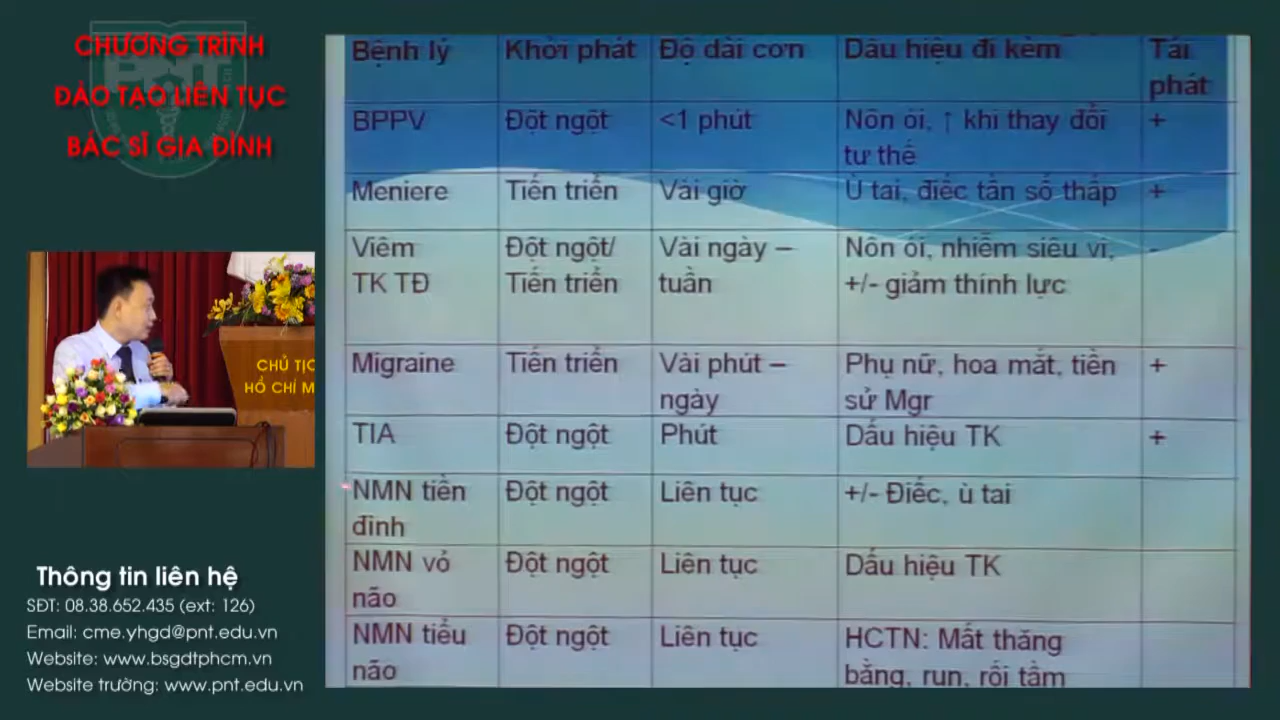 CHƯƠNG TRÌNH
ĐÀO TẠO LIÊN TỤC
BÁC SĨ GIA ĐÌNH
PNT
CHỦ TỊC
HỒ CHÍ M
Thông tin liên hệ
SĐT: 08.38.652.435 (ext: 126)
Email: cme.yhgd@pnt.edu.vn
Website: www.bsgdtphcm.vn
Website trường: www.pnt.edu.vn
Bệnh lý Khởi phát Độ dài cơn Dấu hiệu đi kèm Tái
phát
BPPV Đột ngột <1 phút Nôn ói, ↑ khi thay đổi +
tư thế
Meniere Tiến triển Vài giờ Ù tai, điếc tần số thấp +
Viêm Đột ngột/ Vài ngày – Nôn ói, nhiễm siêu vi, -
TK TĐ Tiến triển tuần +/- giảm thính lực
Migraine Tiến triển Vài phút – Phụ nữ, hoa mắt, tiền +
ngày sử Mgr
TIA Đột ngột Phút Dấu hiệu TK +
NMN tiền Đột ngột Liên tục +/- Điếc, ù tai
đình
NMN vỏ Đột ngột Liên tục Dấu hiệu TK
não
NMN tiểu Đột ngột Liên tục HCTN: Mất thăng
não bằng, run, rối tầm